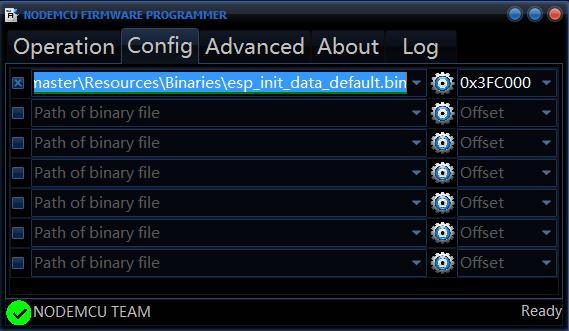 NODEMCU FIRMWARE PROGRAMMER
Operation Config Advanced About Log
master\Resources\Binaries\esp_init_data_default.bin 0x3FC000
Path of binary file Offset
Path of binary file Offset
Path of binary file Offset
Path of binary file Offset
Path of binary file Offset
Path of binary file Offset
NODEMCU TEAM Ready